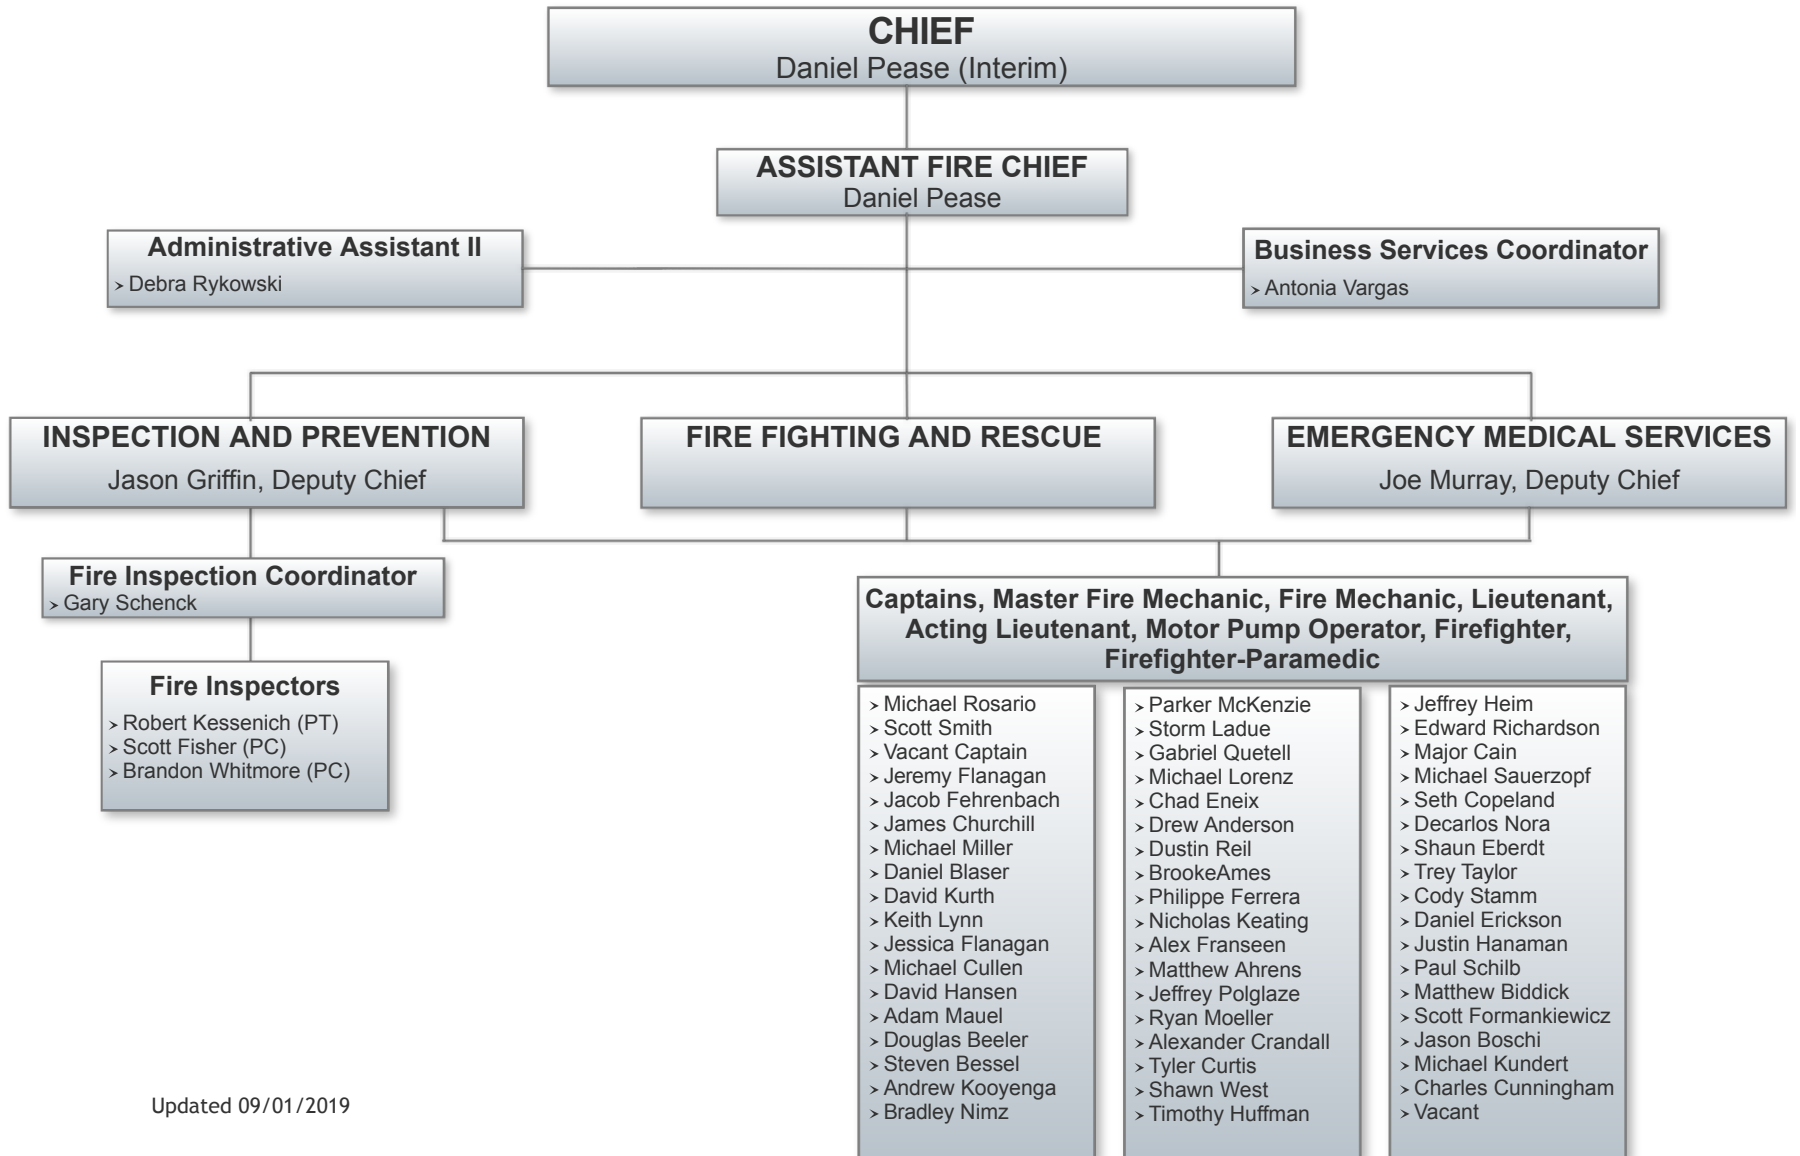 CHIEF
Daniel Pease (Interim)
ASSISTANT FIRE CHIEF
Daniel Pease
Administrative Assistant II
> Debra Rykowski
Business Services Coordinator
> Antonia Vargas
INSPECTION AND PREVENTION
Jason Griffin, Deputy Chief
FIRE FIGHTING AND RESCUE
EMERGENCY MEDICAL SERVICES
Joe Murray, Deputy Chief
Fire Inspection Coordinator
> Gary Schenck
Fire Inspectors
> Robert Kessenich (PT)
> Scott Fisher (PC)
> Brandon Whitmore (PC)
Captains, Master Fire Mechanic, Fire Mechanic, Lieutenant,
Acting Lieutenant, Motor Pump Operator, Firefighter,
Firefighter-Paramedic
> Michael Rosario
> Scott Smith
> Vacant Captain
> Jeremy Flanagan
> Jacob Fehrenbach
> James Churchill
> Michael Miller
> Daniel Blaser
> David Kurth
> Keith Lynn
> Jessica Flanagan
> Michael Cullen
> David Hansen
> Adam Mauel
> Douglas Beeler
> Steven Bessel
> Andrew Kooyenga
> Bradley Nimz
> Parker McKenzie
> Storm Ladue
> Gabriel Quetell
> Michael Lorenz
> Chad Eneix
> Drew Anderson
> Dustin Reil
> BrookeAmes
> Philippe Ferrera
> Nicholas Keating
> Alex Franseen
> Matthew Ahrens
> Jeffrey Polglaze
> Ryan Moeller
> Alexander Crandall
> Tyler Curtis
> Shawn West
> Timothy Huffman
> Jeffrey Heim
> Edward Richardson
> Major Cain
> Michael Sauerzopf
> Seth Copeland
> Decarlos Nora
> Shaun Eberdt
> Trey Taylor
> Cody Stamm
> Daniel Erickson
> Justin Hanaman
> Paul Schilb
> Matthew Biddick
> Scott Formankiewicz
> Jason Boschi
> Michael Kundert
> Charles Cunningham
> Vacant
Updated 09/01/2019